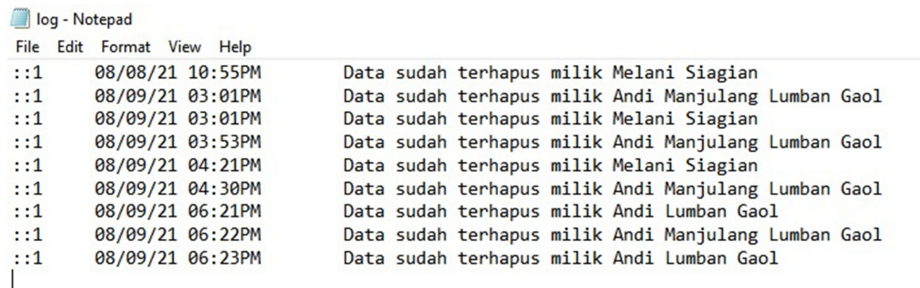 log - Notepad
File Edit Format View Help
::1 08/08/21 10:55PM Data sudah terhapus milik Melani Siagian
::1 08/09/21 03:01PM Data sudah terhapus milik Andi Manjulang Lumban Gaol
::1 08/09/21 03:01PM Data sudah terhapus milik Melani Siagian
::1 08/09/21 03:53PM Data sudah terhapus milik Andi Manjulang Lumban Gaol
::1 08/09/21 04:21PM Data sudah terhapus milik Melani Siagian
::1 08/09/21 04:30PM Data sudah terhapus milik Andi Manjulang Lumban Gaol
::1 08/09/21 06:21PM Data sudah terhapus milik Andi Lumban Gaol
::1 08/09/21 06:22PM Data sudah terhapus milik Andi Manjulang Lumban Gaol
::1 08/09/21 06:23PM Data sudah terhapus milik Andi Lumban Gaol